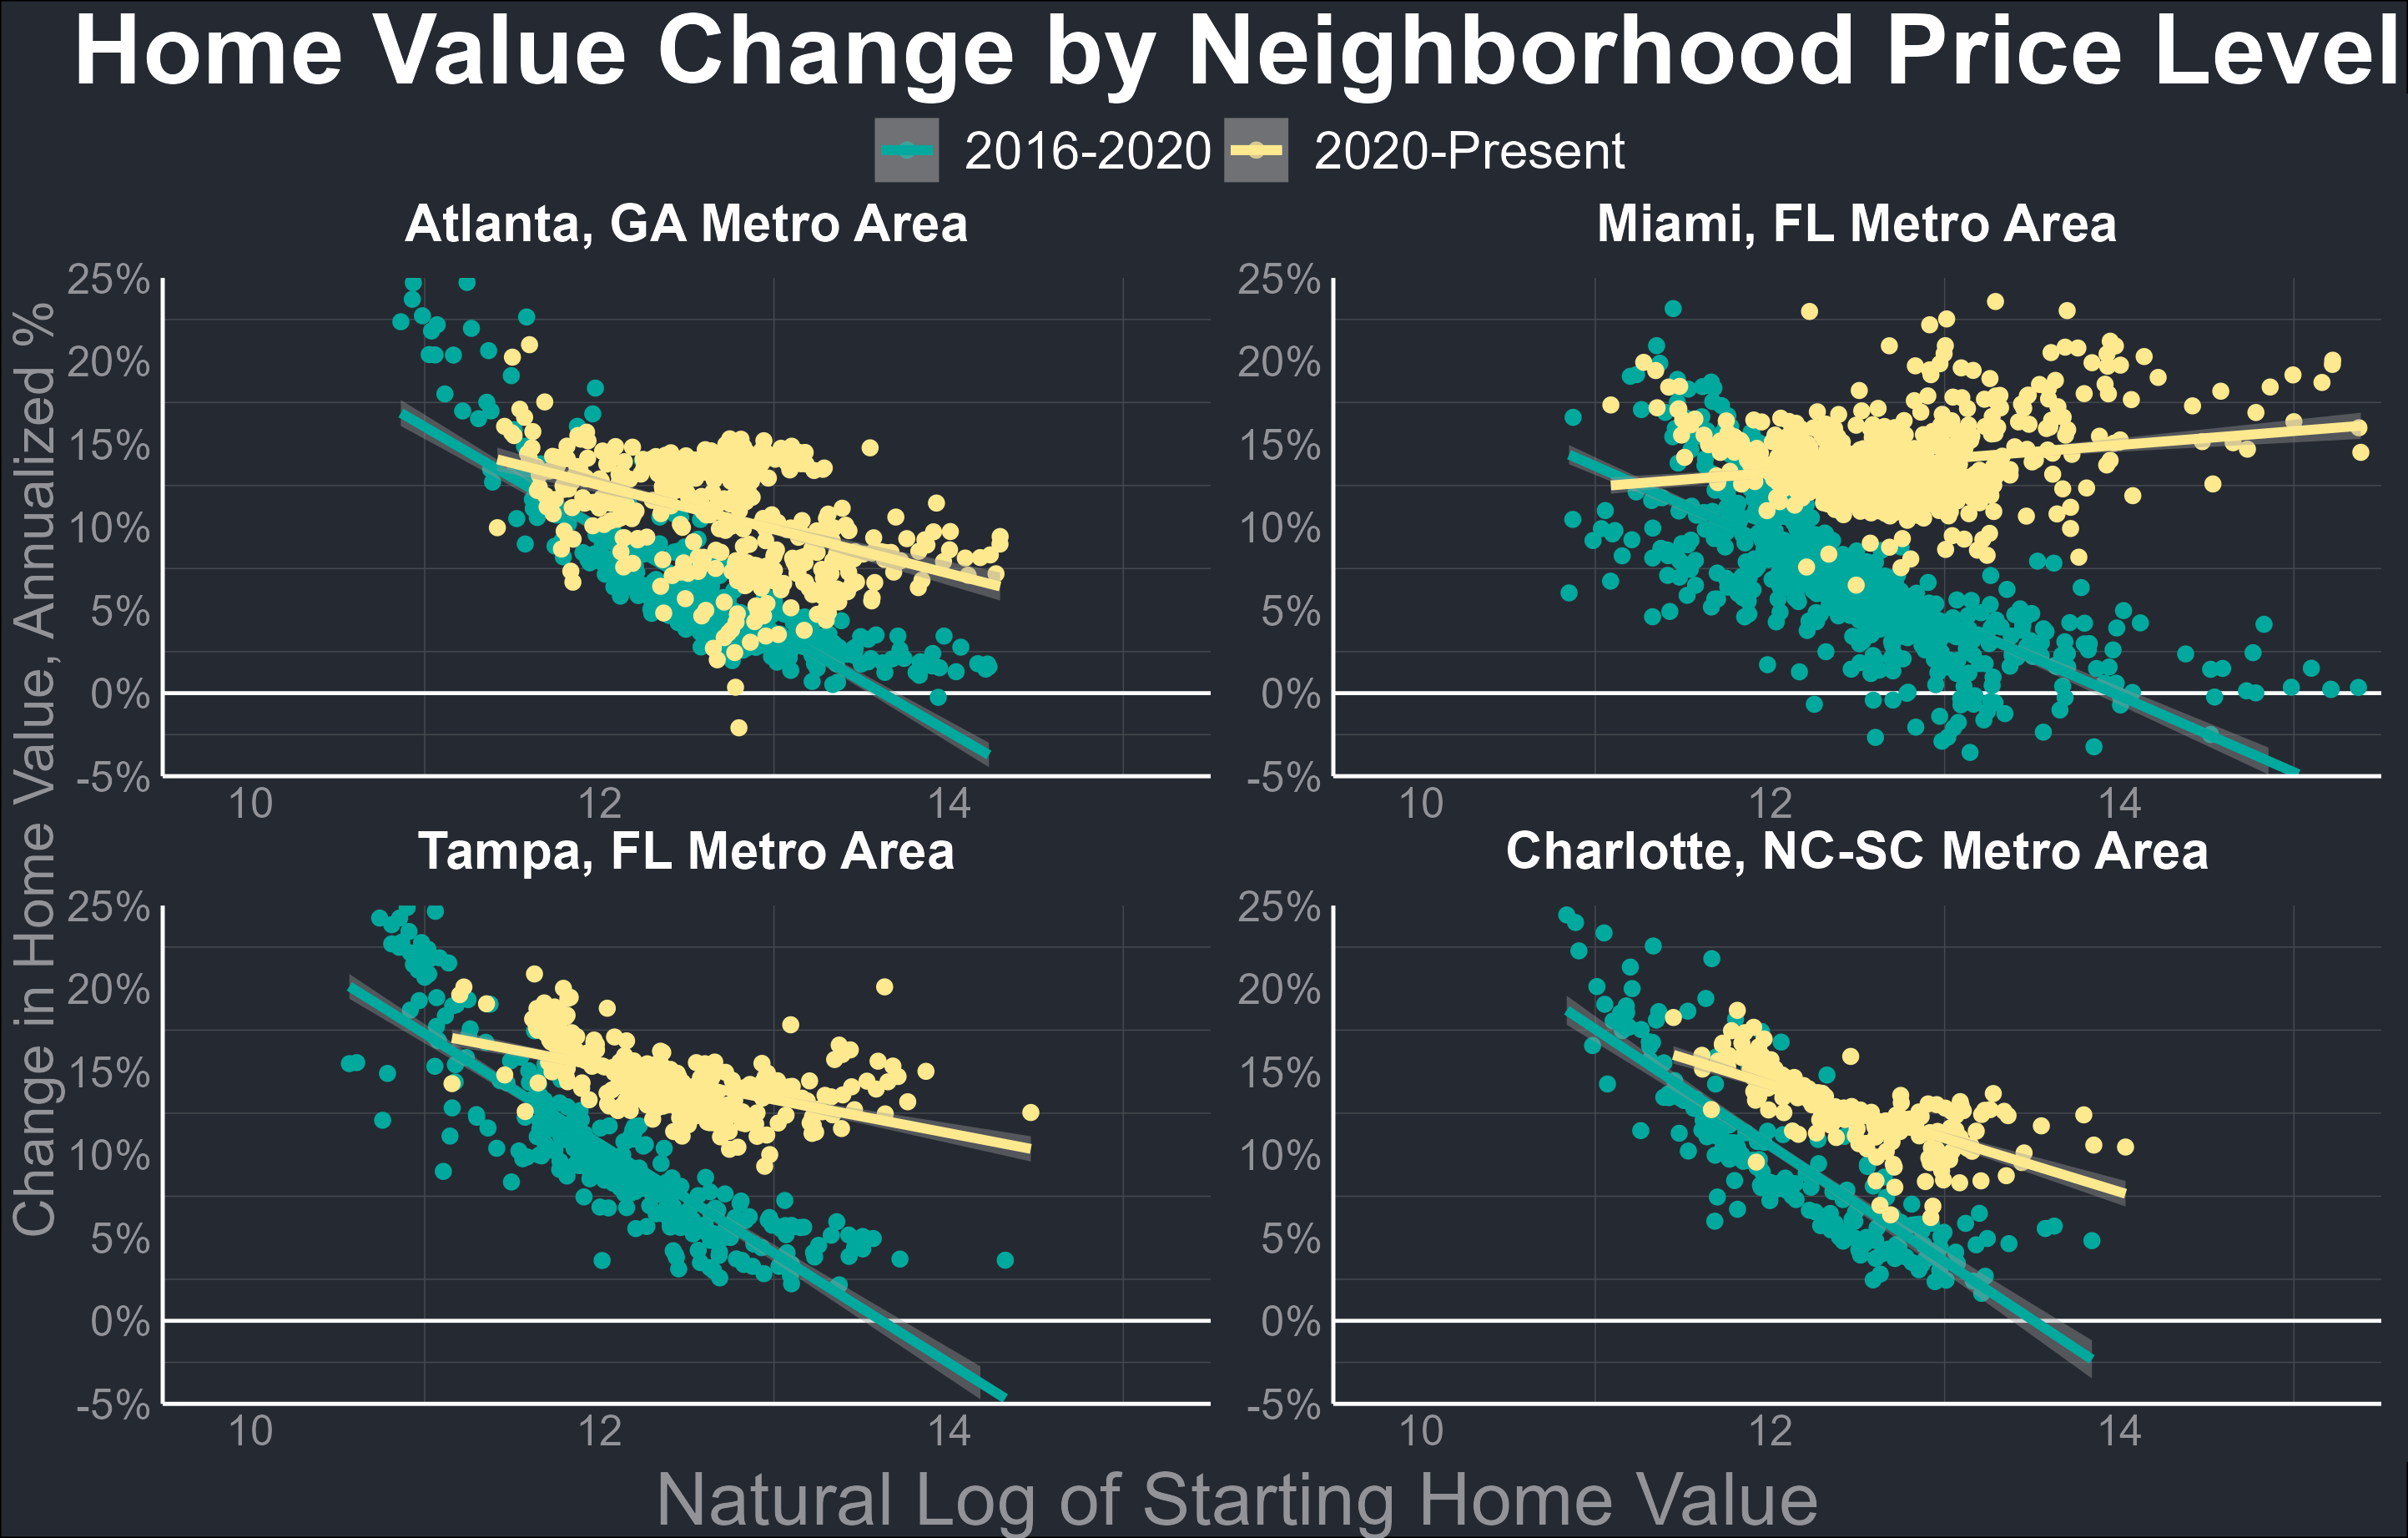 Home Value Change by Neighborhood Price Level
2016-2020 2020-Present
Change in Home Value, Annualized %
Atlanta, GA Metro Area
25%
20%
15%
10%
5%
0%
-5%
10 12 14
Miami, FL Metro Area
25%
20%
15%
10%
5%
0%
-5%
10 12 14
Tampa, FL Metro Area
25%
20%
15%
10%
5%
0%
-5%
10 12 14
Charlotte, NC-SC Metro Area
25%
20%
15%
10%
5%
0%
-5%
10 12 14
Natural Log of Starting Home Value